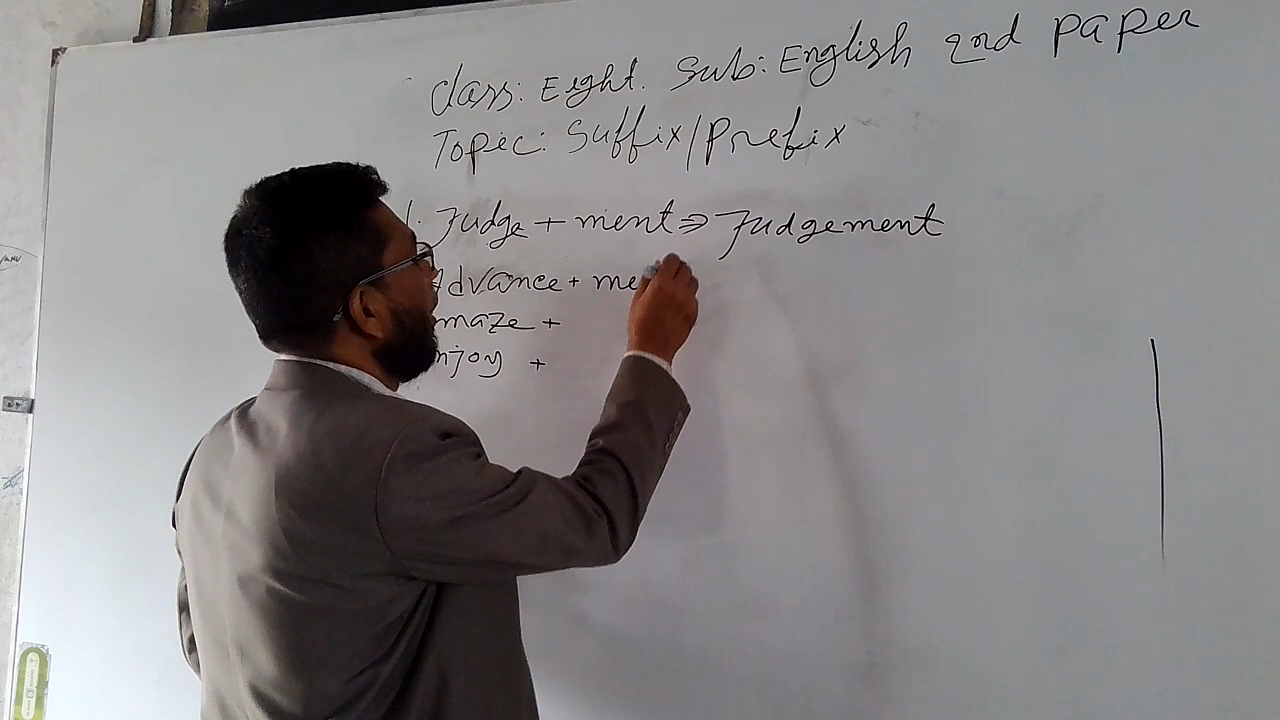 Class: Eight. Sub: English 2nd paper
Topic: Suffix/Prefix
1. Judge + ment ⇒ Judgement
Advance + me
maze +
njoy +